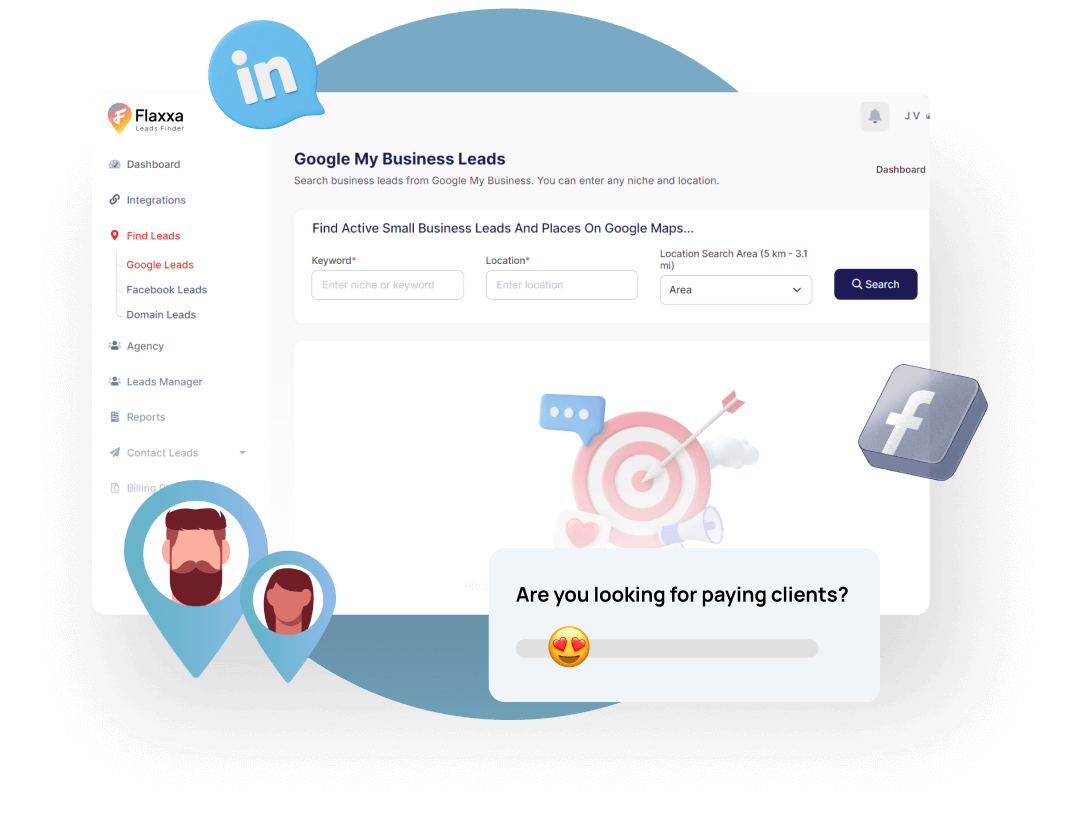 in
Flaxxa
Leads Finder
J V
Dashboard
Integrations
Find Leads
Google Leads
Facebook Leads
Domain Leads
Agency
Leads Manager
Reports
Contact Leads
Billing
Google My Business Leads
Search business leads from Google My Business. You can enter any niche and location.
Dashboard
Find Active Small Business Leads And Places On Google Maps...
Keyword*
Enter niche or keyword
Location*
Enter location
Location Search Area (5 km - 3.1
mi)
Area
Search
f
Are you looking for paying clients?